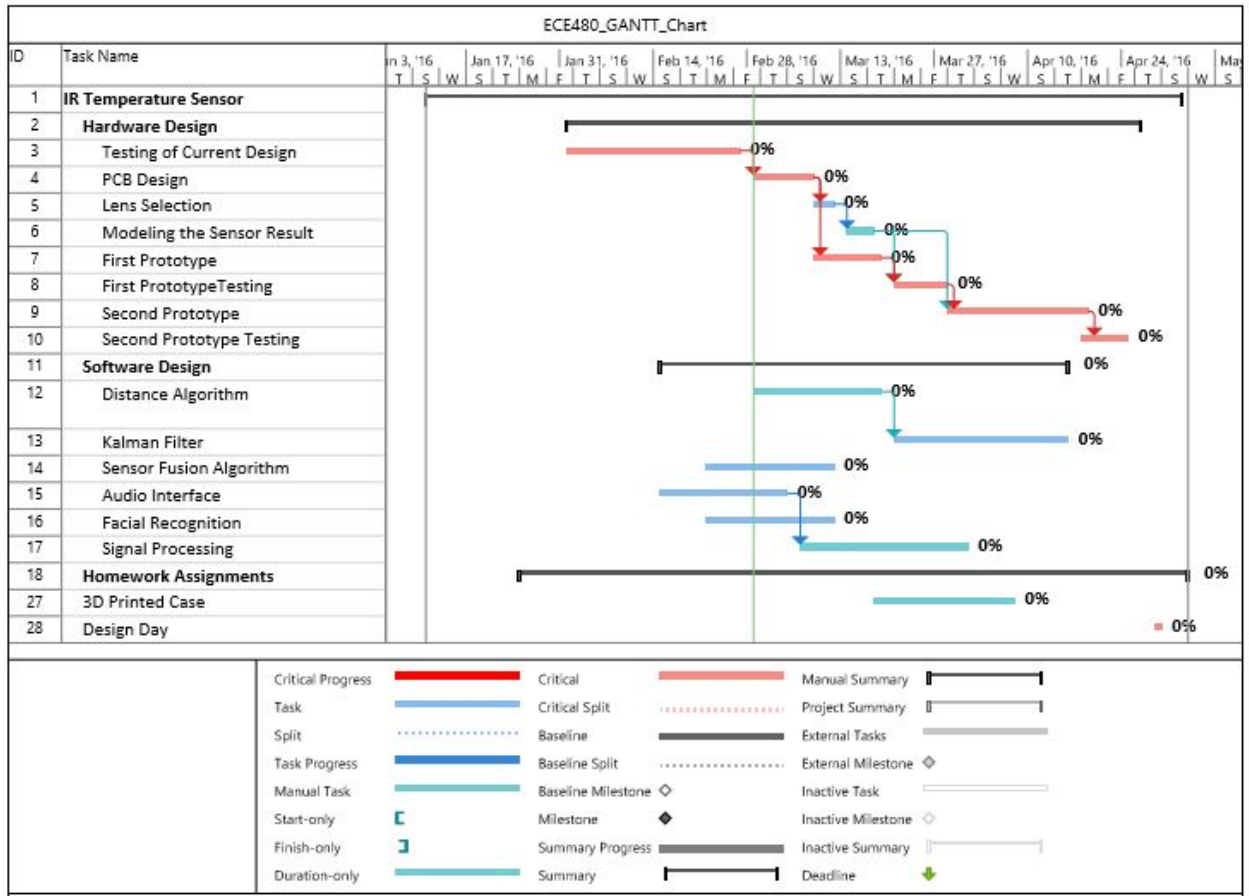 ECE480_GANTT_Chart
ID Task Name n 3, '16 Jan 17, '16 Jan 31, '16 Feb 14, '16 Feb 28, '16 Mar 13, '16 Mar 27, '16 Apr 10, '16 Apr 24, '16 May
T S W S T M F T S W S T M F T S W S T M F T S W S T M F T S W S
1 IR Temperature Sensor
2 Hardware Design
3 Testing of Current Design 0%
4 PCB Design 0%
5 Lens Selection 0%
6 Modeling the Sensor Result 0%
7 First Prototype 0%
8 First PrototypeTesting 0%
9 Second Prototype 0%
10 Second Prototype Testing 0%
11 Software Design 0%
12 Distance Algorithm 0%
13 Kalman Filter 0%
14 Sensor Fusion Algorithm 0%
15 Audio Interface 0%
16 Facial Recognition 0%
17 Signal Processing 0%
18 Homework Assignments 0%
27 3D Printed Case 0%
28 Design Day 0%
Critical Progress Critical Manual Summary
Task Critical Split Project Summary
Split Baseline External Tasks
Task Progress Baseline Split External Milestone
Manual Task Baseline Milestone Inactive Task
Start-only Milestone Inactive Milestone
Finish-only Summary Progress Inactive Summary
Duration-only Summary Deadline